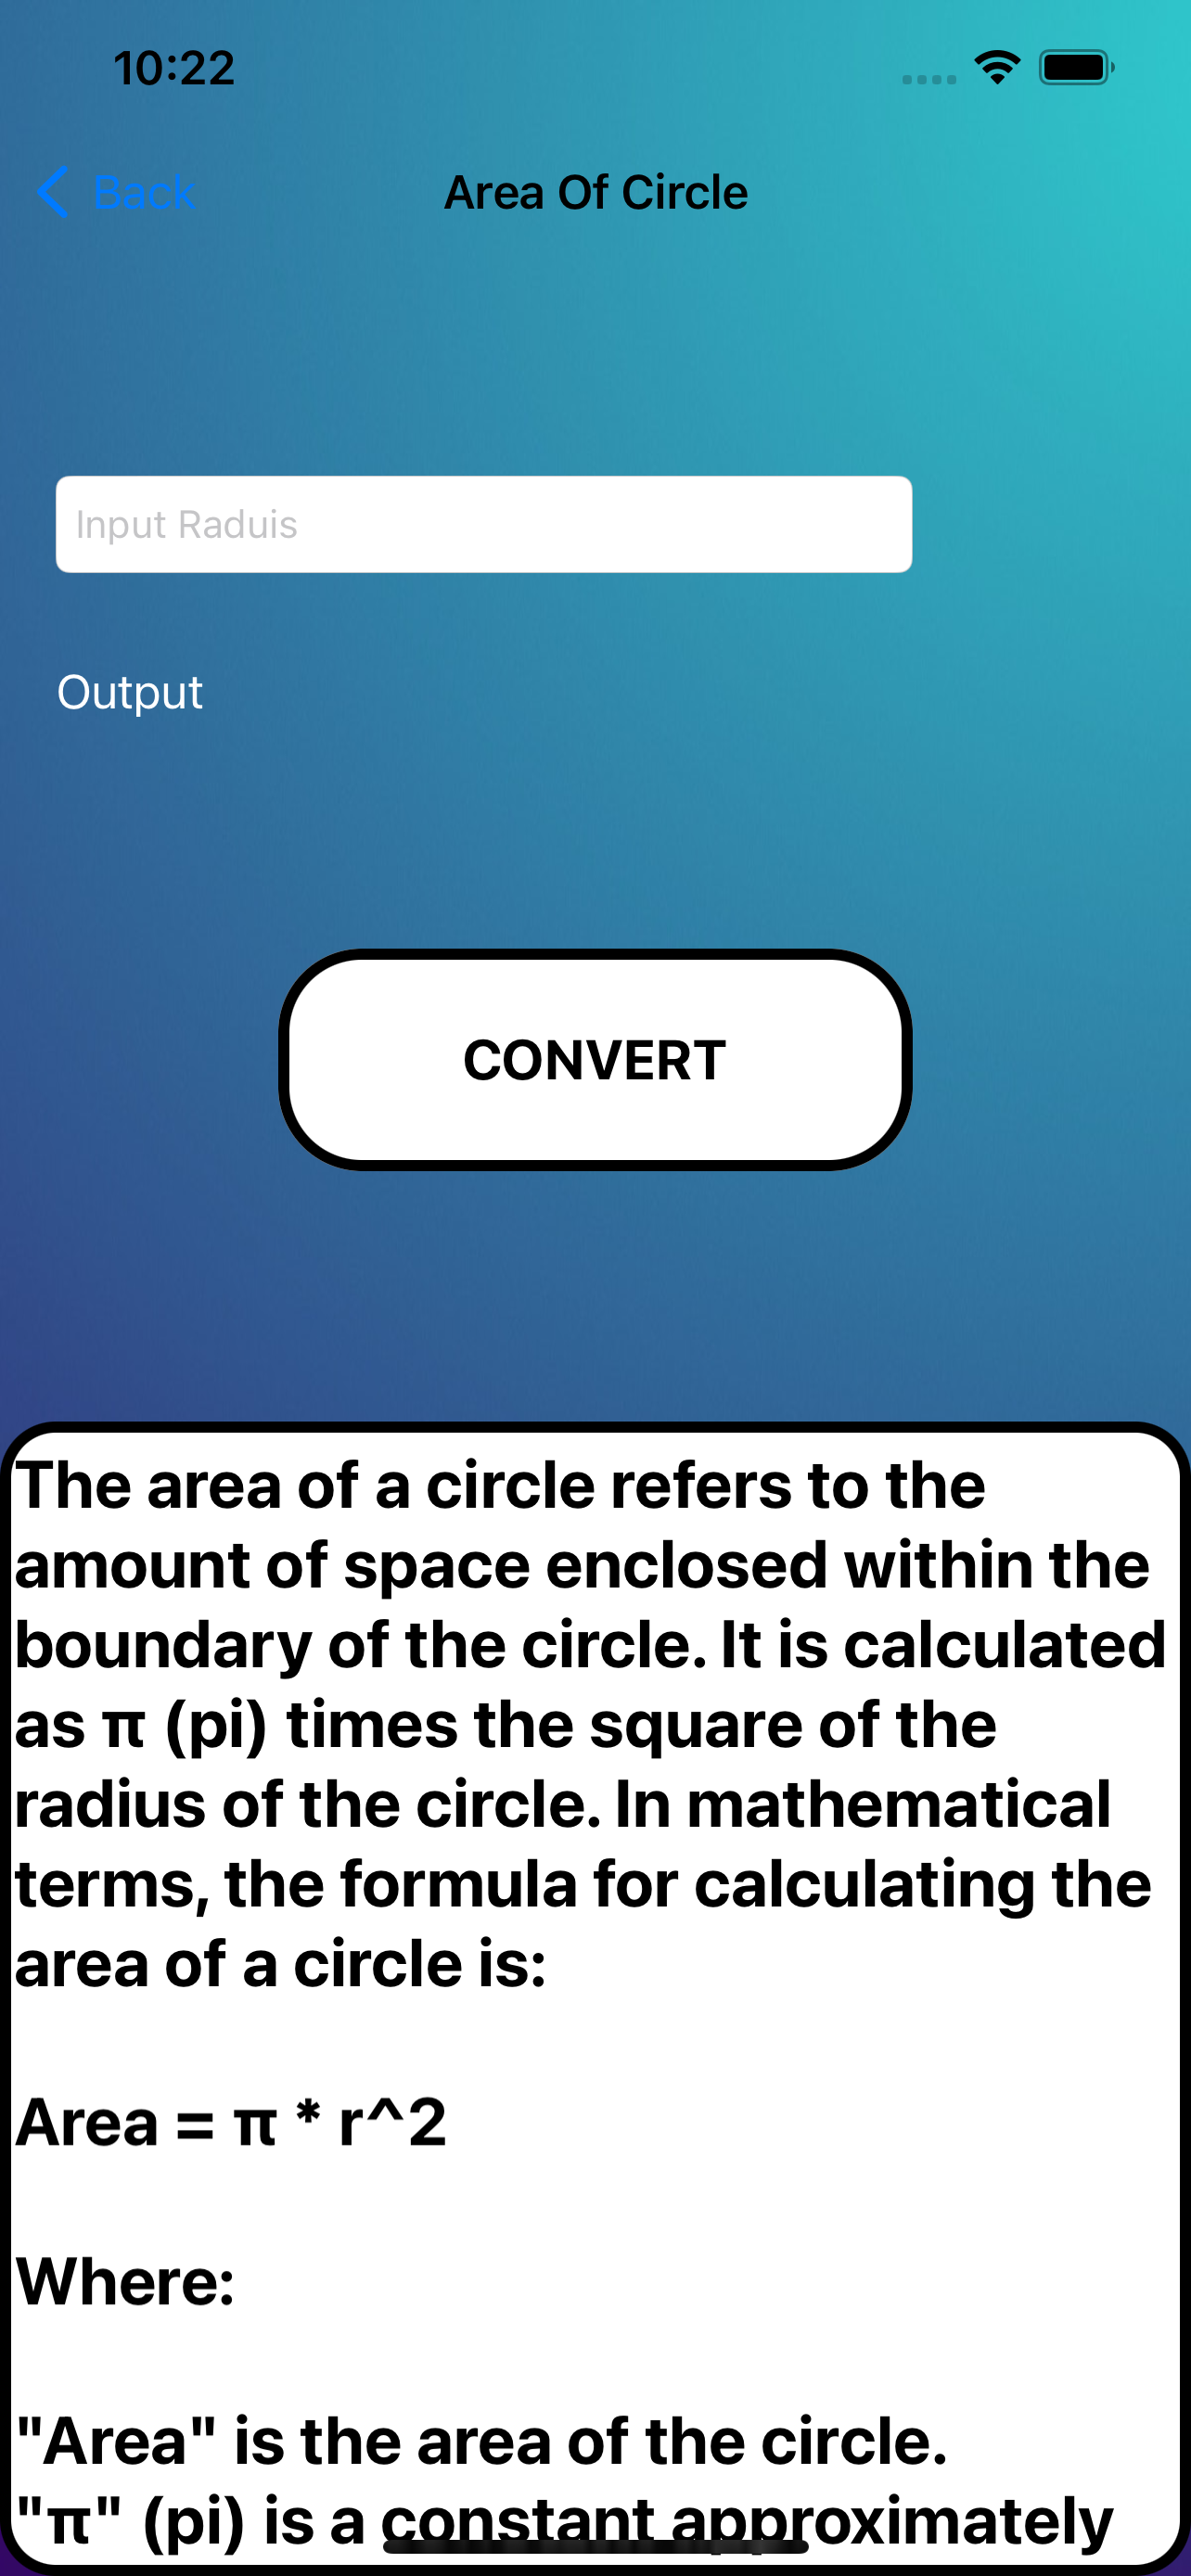 10:22
Back
Area Of Circle
Input Raduis
Output
CONVERT
The area of a circle refers to the
amount of space enclosed within the
boundary of the circle. It is calculated
as π (pi) times the square of the
radius of the circle. In mathematical
terms, the formula for calculating the
area of a circle is:
Area = π * r^2
Where:
"Area" is the area of the circle.
"π" (pi) is a constant approximately